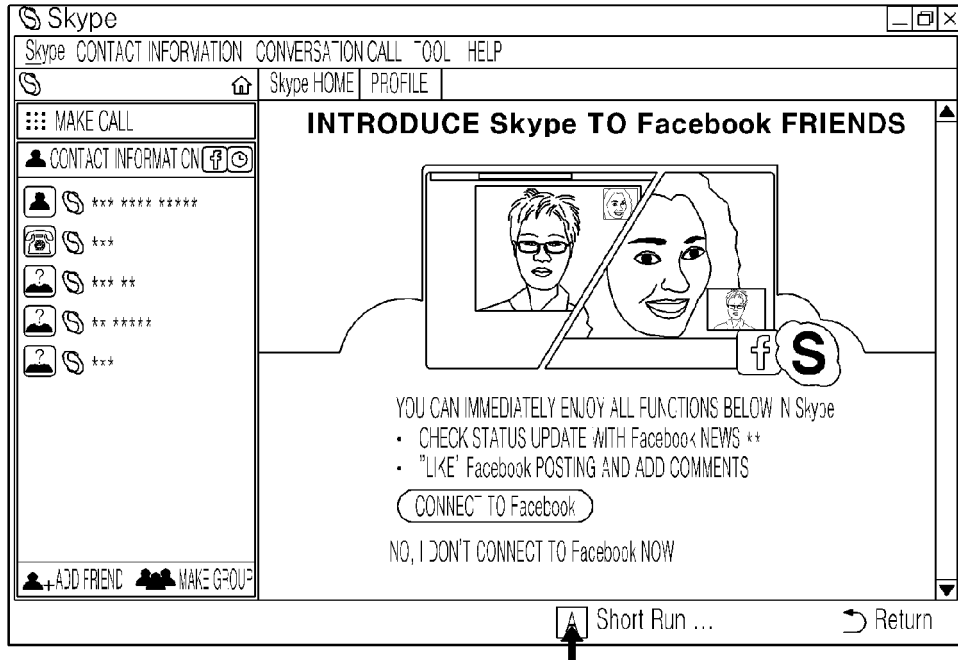 Skype
Skype CONTACT INFORMATION CONVERSATION CALL TOOL HELP
Skype HOME PROFILE
MAKE CALL
INTRODUCE Skype TO Facebook FRIENDS
CONTACT INFORMATION f
*** **** *****
***
*** **
** *****
***
f S
YOU CAN IMMEDIATELY ENJOY ALL FUNCTIONS BELOW IN Skype
• CHECK STATUS UPDATE WITH Facebook NEWS **
• "LIKE" Facebook POSTING AND ADD COMMENTS
CONNECT TO Facebook
NO, I DON'T CONNECT TO Facebook NOW
+ADD FRIEND MAKE GROUP
A Short Run ... Return